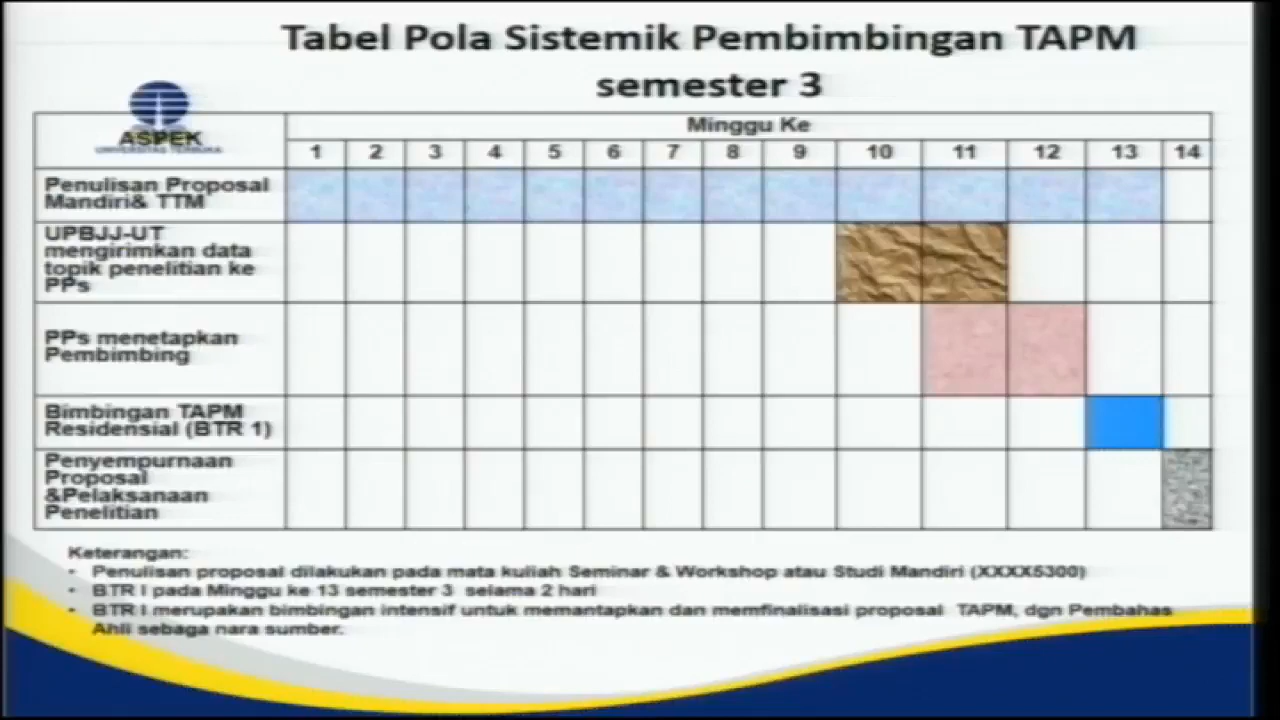 Tabel Pola Sistemik Pembimbingan TAPM
semester 3
ASPEK
UNIVERSITAS TERBUKA
Minggu Ke
1 2 3 4 5 6 7 8 9 10 11 12 13 14
Penulisan Proposal
Mandiri& TTM
UPBJJ-UT
mengirimkan data
topik penelitian ke
PPs
PPs menetapkan
Pembimbing
Bimbingan TAPM
Residensial (BTR 1)
Penyempurnaan
Proposal
&Pelaksanaan
Penelitian
Keterangan:
• Penulisan proposal dilakukan pada mata kuliah Seminar & Workshop atau Studi Mandiri (XXXX5300)
• BTR I pada Minggu ke 13 semester 3 selama 2 hari
• BTR I merupakan bimbingan intensif untuk memantapkan dan memfinalisasi proposal TAPM, dgn Pembahas
Ahli sebaga nara sumber.